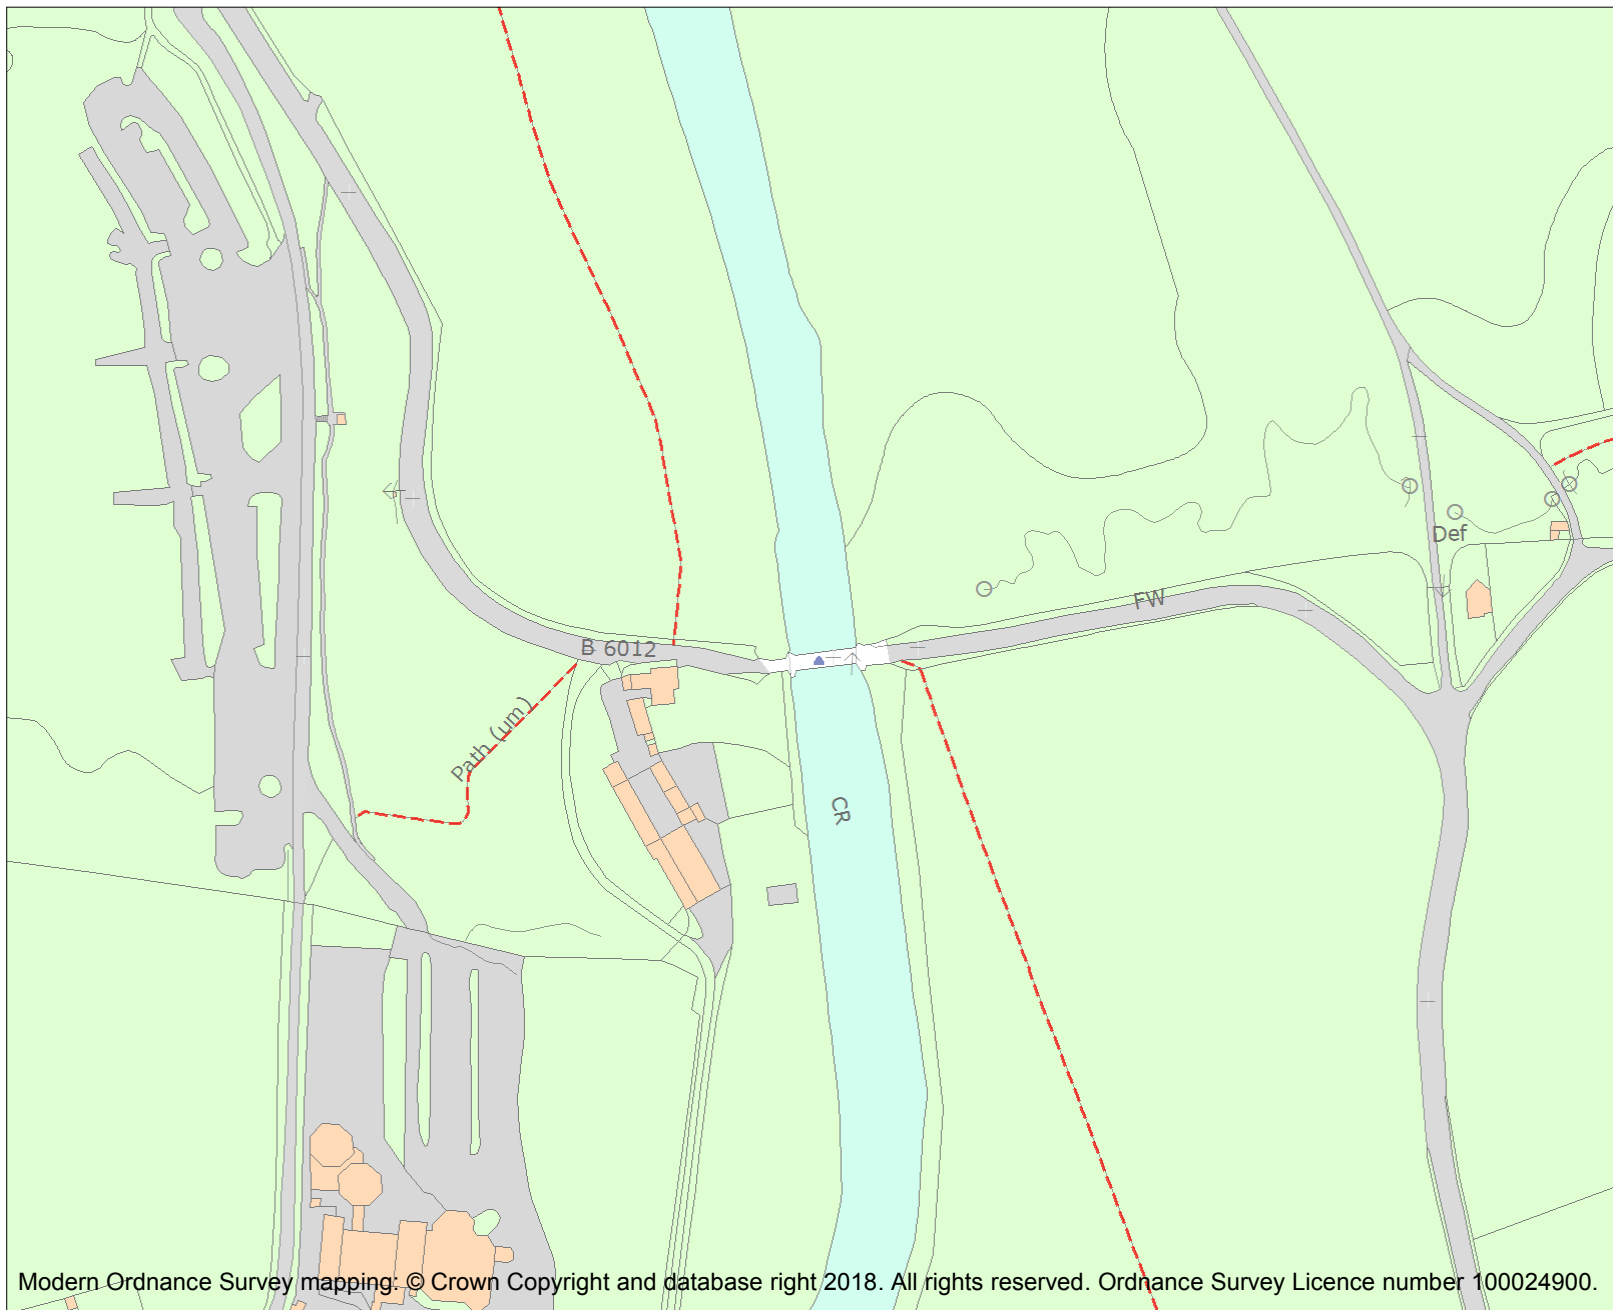 Def
FW
B 6012
Path (um)
CR
Modern Ordnance Survey mapping: © Crown Copyright and database right 2018. All rights reserved. Ordnance Survey Licence number 100024900.